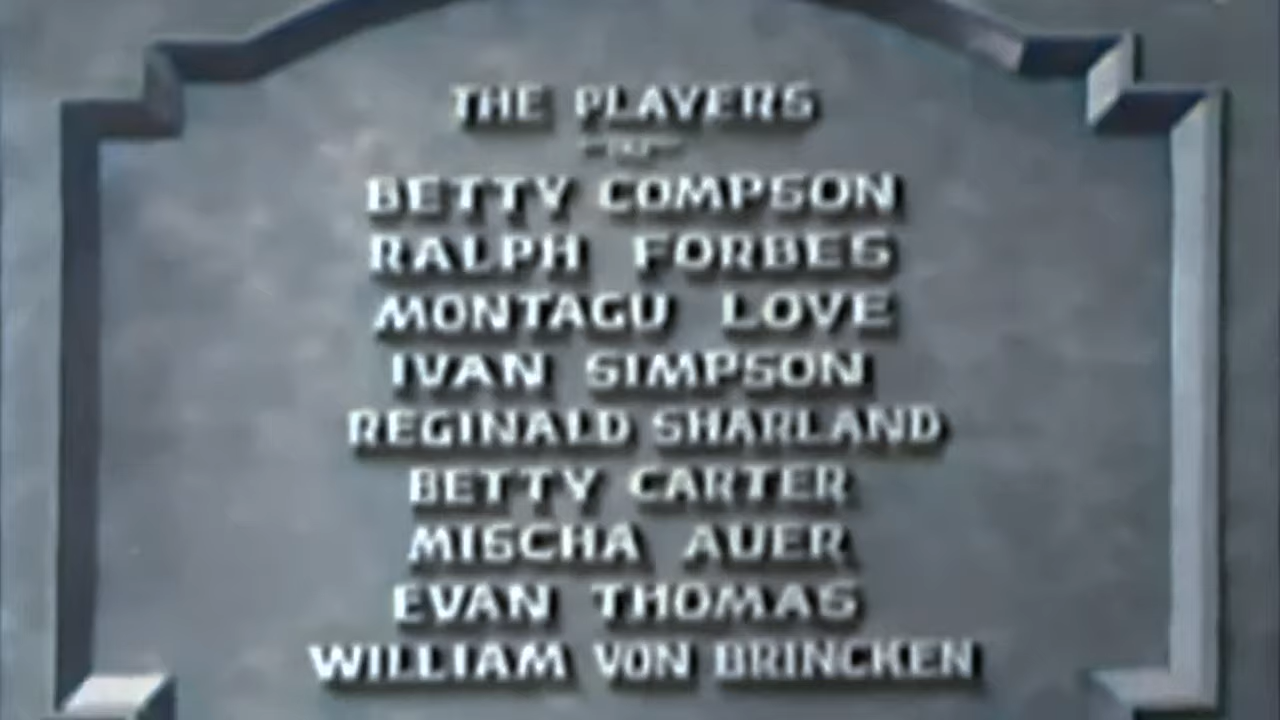 THE PLAYERS
BETTY COMPSON
RALPH FORBES
MONTAGU LOVE
IVAN SIMPSON
REGINALD SHARLAND
BETTY CARTER
MISCHA AUER
EVAN THOMAS
WILLIAM VON BRINCKEN